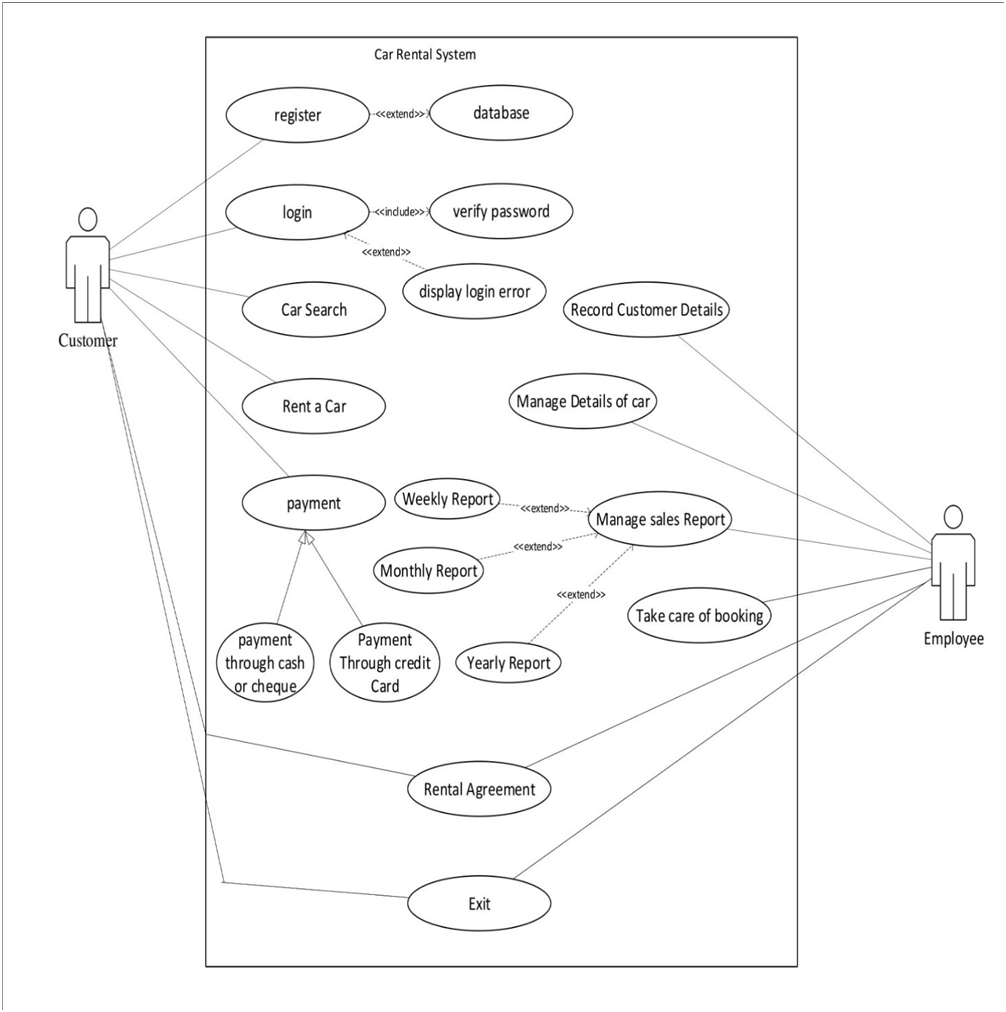 Car Rental System
register
<<extend>>
database
login
<<include>>
verify password
<<extend>>
display login error
Car Search
Record Customer Details
Customer
Rent a Car
Manage Details of car
payment
Weekly Report
<<extend>>
Manage sales Report
<<extend>>
Monthly Report
<<extend>>
Take care of booking
Employee
payment
through cash
or cheque
Payment
Through credit
Card
Yearly Report
Rental Agreement
Exit